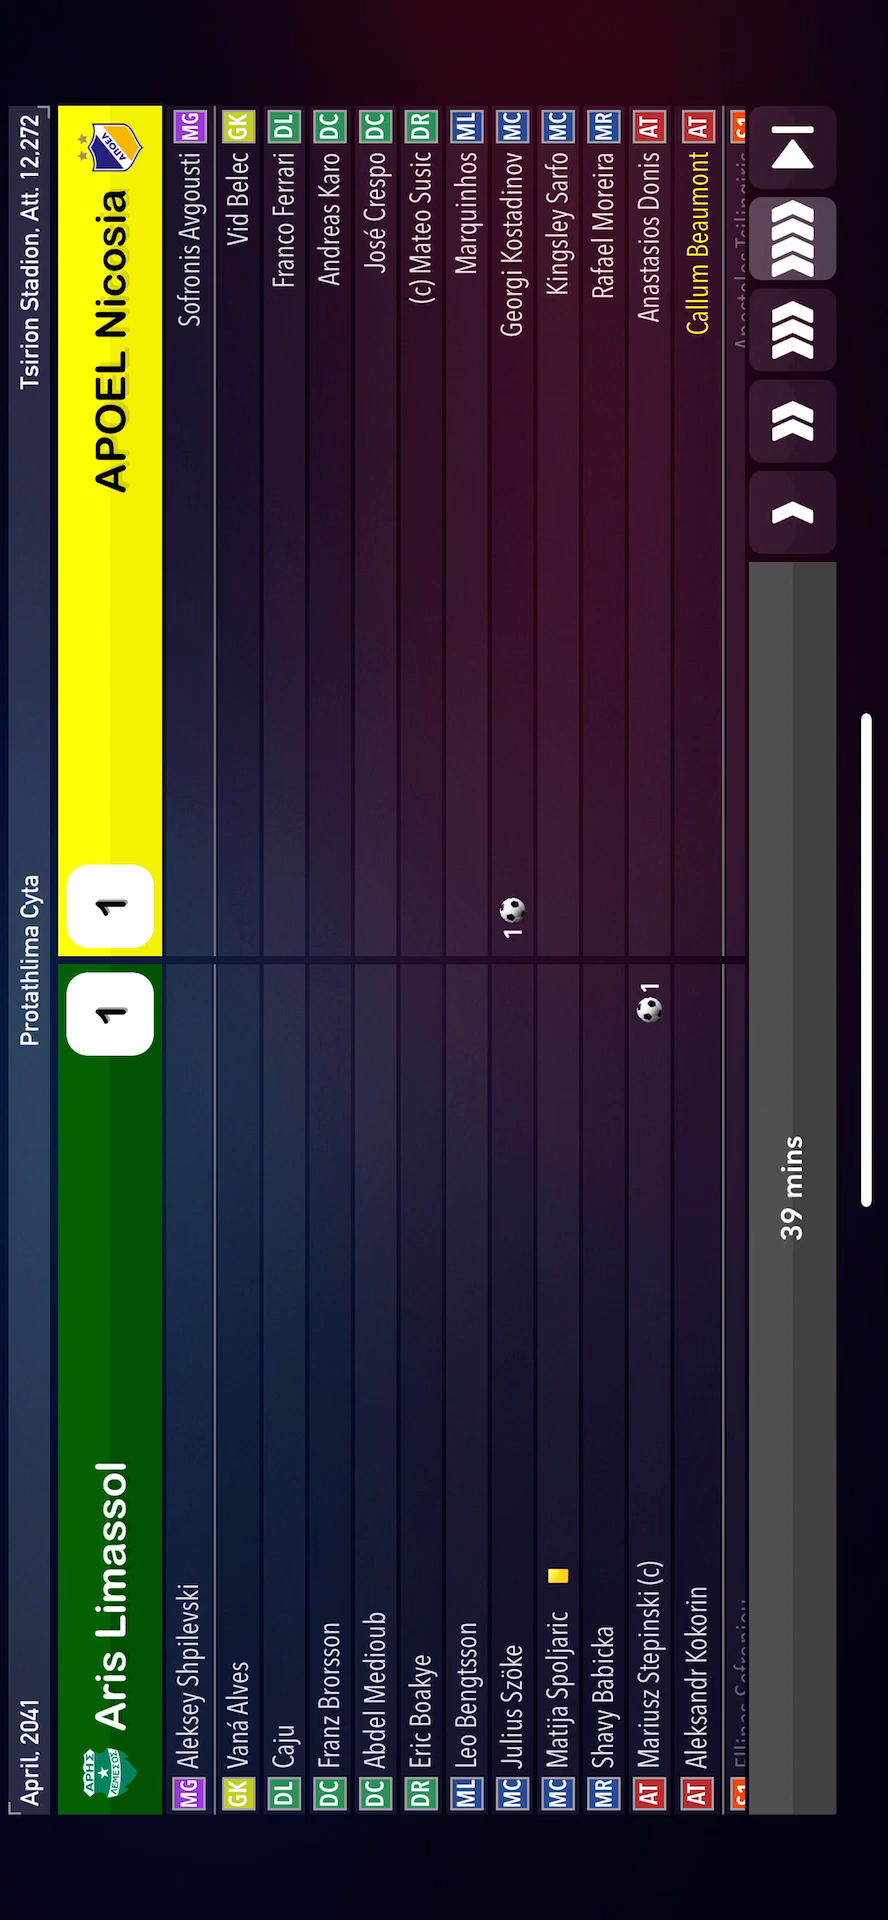 April, 2041
Protathlima Cyta
Tsirion Stadion, Att. 12,272
ΑΡΗΣ
ΛΕΜΕΣΟΣ
Aris Limassol
1
1
APOEL Nicosia
ΑΠΟΕΛ
MG Aleksey Shpilevski
Sofronis Avgousti MG
GK Vaná Alves
Vid Belec GK
DL Caju
Franco Ferrari DL
DC Franz Brorsson
Andreas Karo DC
DC Abdel Medioub
José Crespo DC
DR Eric Boakye
(c) Mateo Susic DR
ML Leo Bengtsson
Marquinhos ML
MC Julius Szöke
1
Georgi Kostadinov MC
MC Matija Spoljaric
Kingsley Sarfo MC
MR Shavy Babicka
Rafael Moreira MR
AT Mariusz Stepinski (c)
1
Anastasios Donis AT
AT Aleksandr Kokorin
Callum Beaumont AT
39 mins